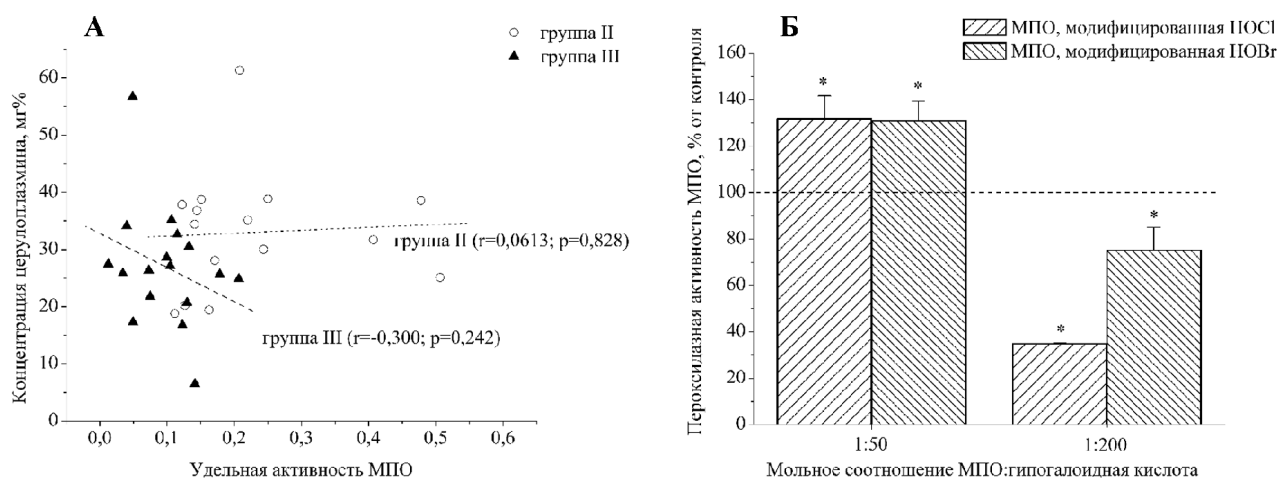 А
группа II
группа III
Концентрация церулоплазмина, мг%
60
50
40
30
20
10
0
группа II (r=0,0613; p=0,828)
группа III (r=-0,300; p=0,242)
0,0 0,1 0,2 0,3 0,4 0,5 0,6
Удельная активность МПО
Б
МПО, модифицированная HOCl
МПО, модифицированная HOBr
Пероксидазная активность МПО, % от контроля
160
140
120
100
80
60
40
20
0
* * * *
1:50 1:200
Мольное соотношение МПО:гипогалоидная кислота